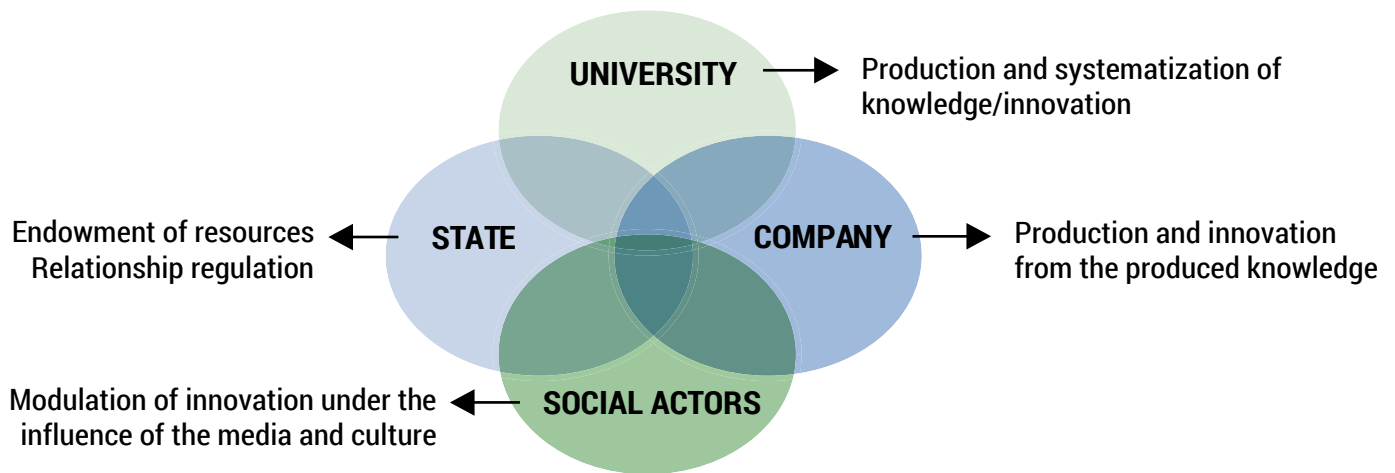 UNIVERSITY
Production and systematization of
knowledge/innovation
Endowment of resources
Relationship regulation
STATE
COMPANY
Production and innovation
from the produced knowledge
Modulation of innovation under the
influence of the media and culture
SOCIAL ACTORS